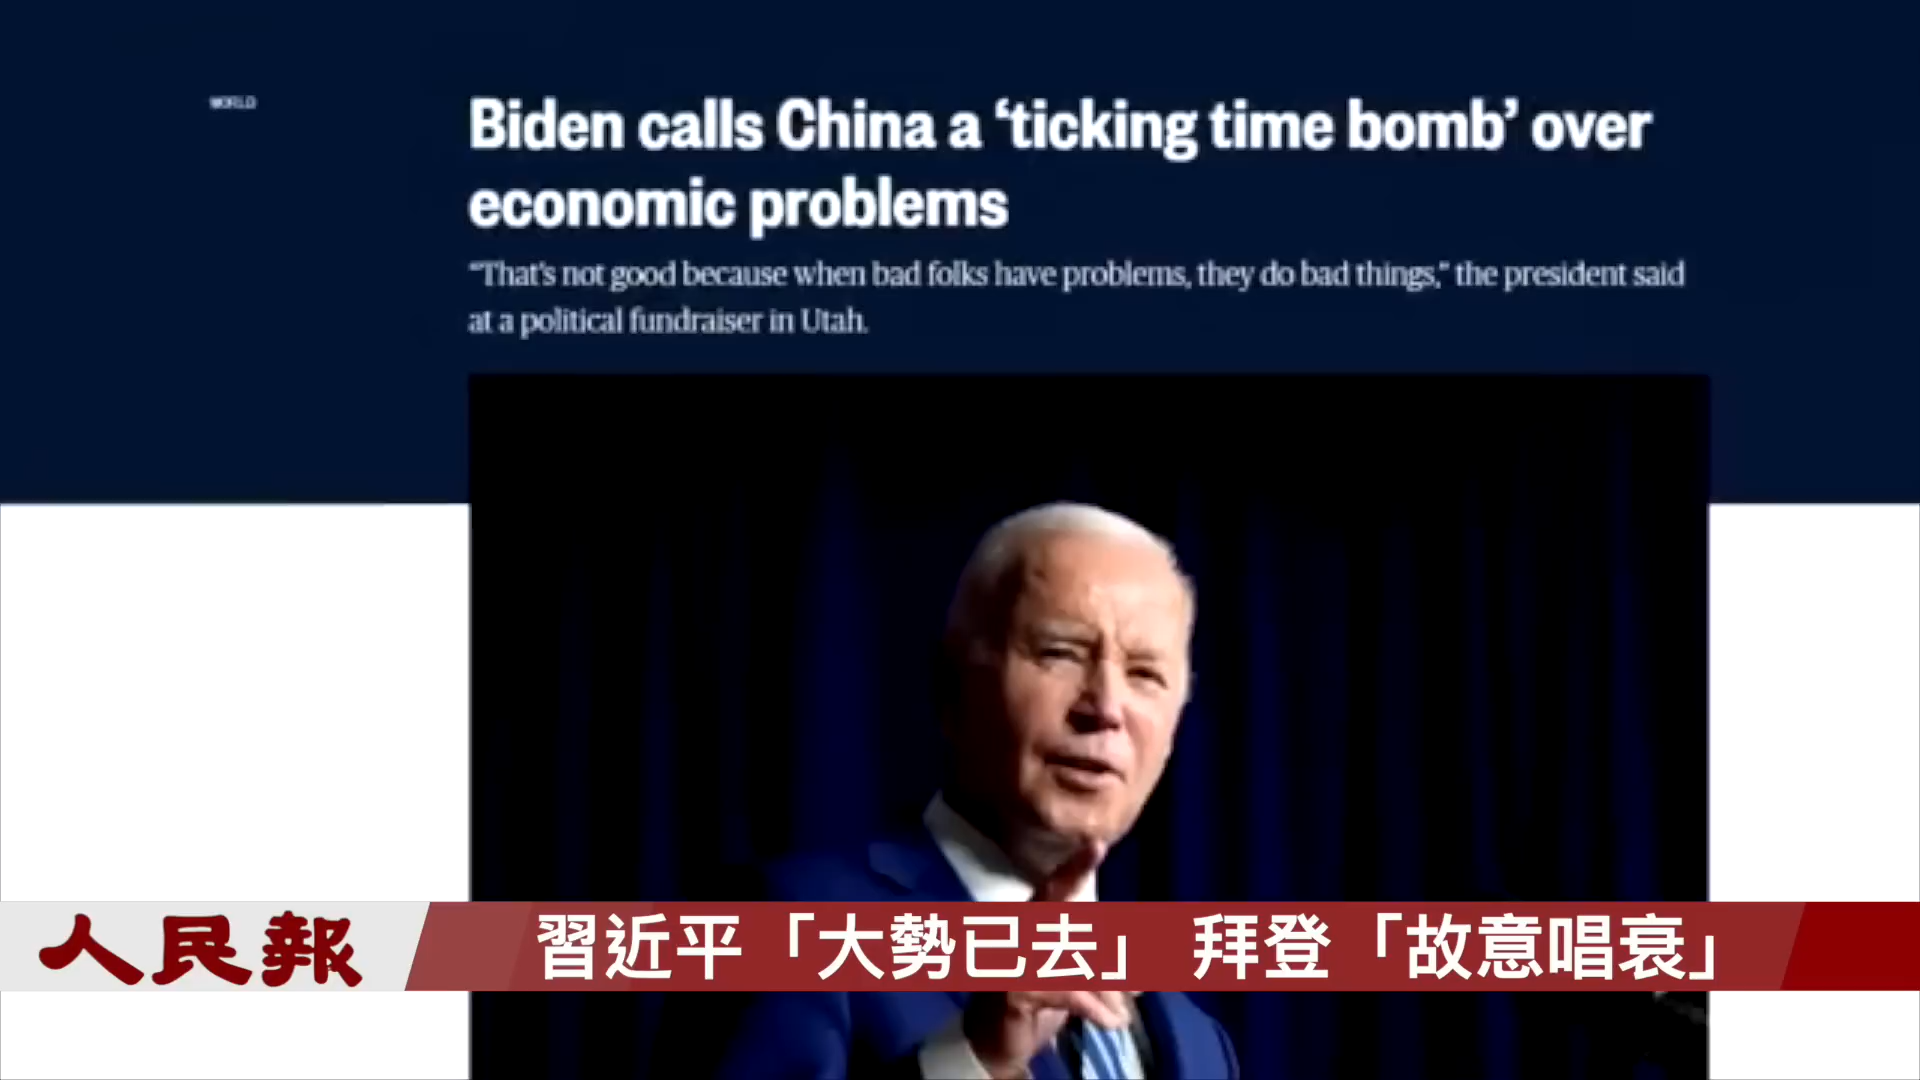 WORLD
Biden calls China a ‘ticking time bomb’ over
economic problems
“That’s not good because when bad folks have problems, they do bad things,” the president said
at a political fundraiser in Utah.
人民報
習近平「大勢已去」 拜登「故意唱衰」